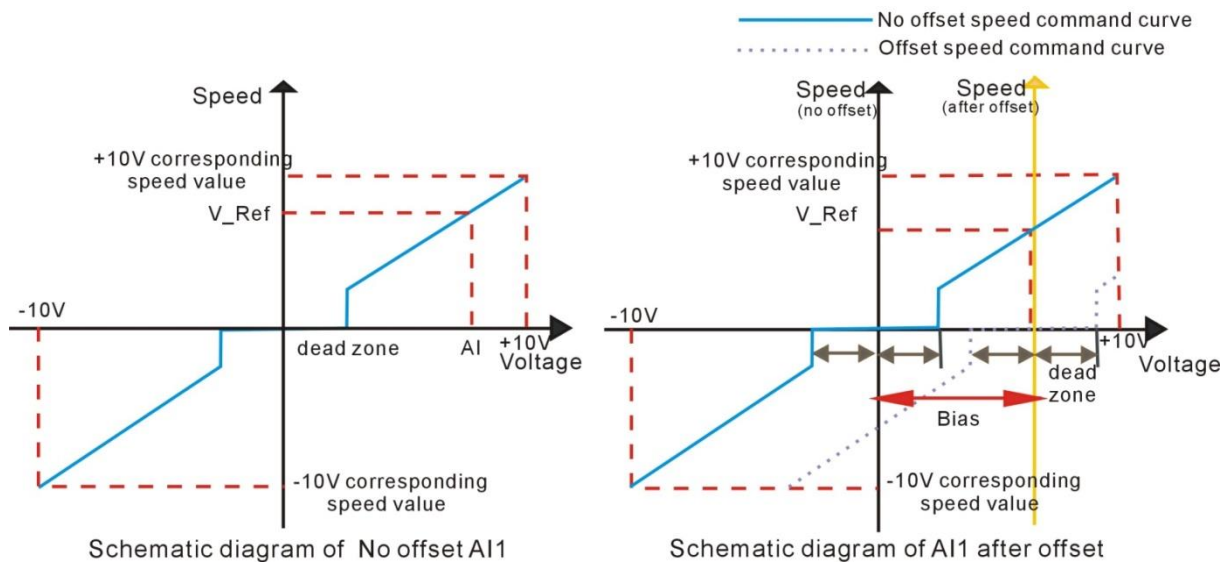 No offset speed command curve
Offset speed command curve
Speed
+10V corresponding
speed value
V_Ref
-10V
dead zone
AI
+10V
Voltage
-10V corresponding
speed value
Schematic diagram of No offset AI1
Speed
(no offset)
Speed
(after offset)
+10V corresponding
speed value
V_Ref
-10V
+10V
Voltage
dead
zone
Bias
-10V corresponding
speed value
Schematic diagram of AI1 after offset